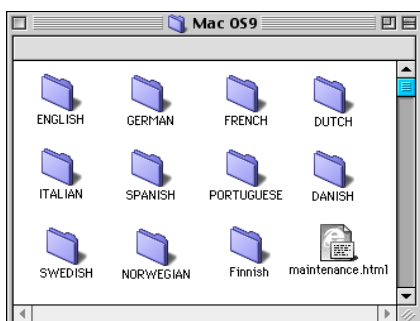 Mac OS9
ENGLISH GERMAN FRENCH DUTCH
ITALIAN SPANISH PORTUGUESE DANISH
SWEDISH NORWEGIAN Finnish maintenance.html